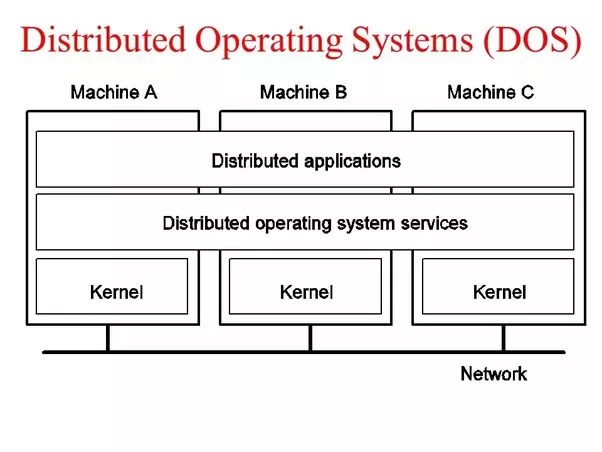 Distributed Operating Systems (DOS)
Machine A Machine B Machine C
Distributed applications
Distributed operating system services
Kernel Kernel Kernel
Network